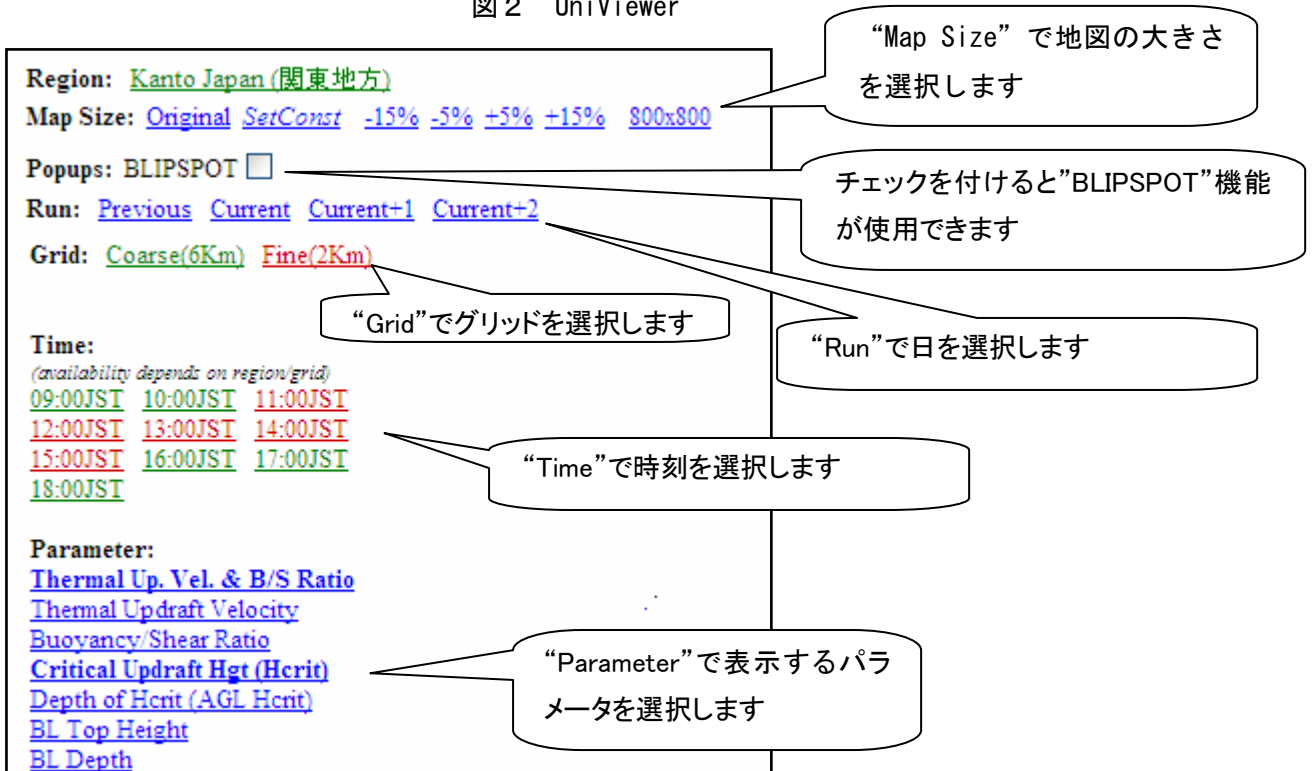 図２ UniViewer
“Map Size” で地図の大きさ
を選択します
Region: Kanto Japan (関東地方)
Map Size: Original SetConst -15% -5% +5% +15% 800x800
Popups: BLIPSPOT
チェックを付けると”BLIPSPOT”機能
が使用できます
Run: Previous Current Current+1 Current+2
Grid: Coarse(6Km) Fine(2Km)
“Grid”でグリッドを選択します
“Run”で日を選択します
Time:
(availability depends on region/grid)
09:00JST 10:00JST 11:00JST
12:00JST 13:00JST 14:00JST
15:00JST 16:00JST 17:00JST
18:00JST
“Time”で時刻を選択します
Parameter:
Thermal Up. Vel. & B/S Ratio
Thermal Updraft Velocity
Buoyancy/Shear Ratio
Critical Updraft Hgt (Hcrit)
Depth of Hcrit (AGL Hcrit)
BL Top Height
BL Depth
“Parameter”で表示するパラ
メータを選択します